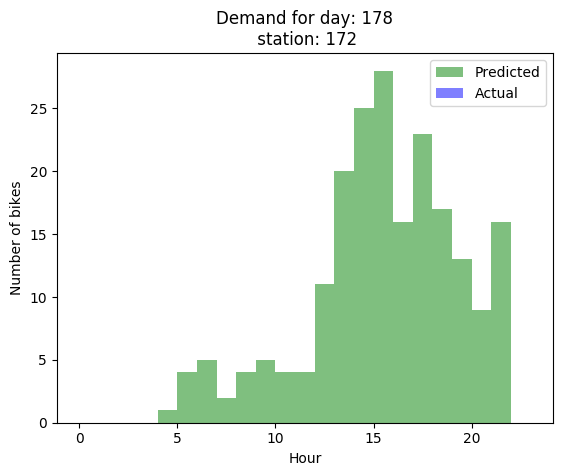 Demand for day: 178
station: 172
Predicted
Actual
Number of bikes
25
20
15
10
5
0
0
5
10
15
20
Hour